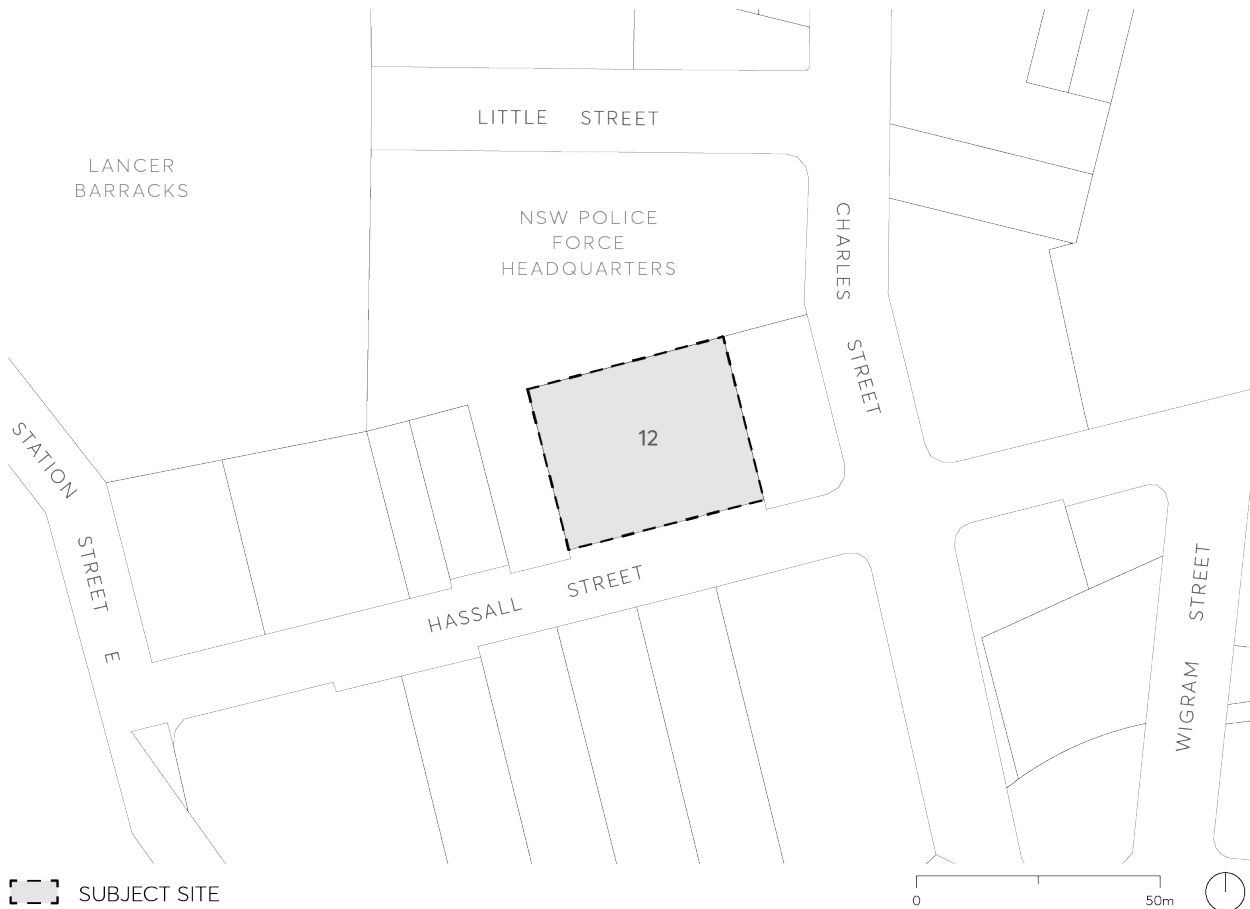 LITTLE STREET
LANCER
BARRACKS
NSW POLICE
FORCE
HEADQUARTERS
CHARLES STREET
12
STATION STREET E
HASSALL STREET
WIGRAM STREET
SUBJECT SITE
0 50m